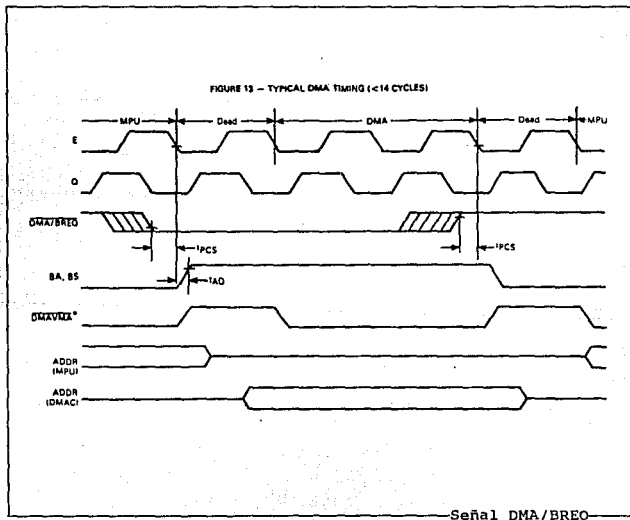 FIGURE 13 — TYPICAL DMA TIMING (<14 CYCLES)
MPU Dead DMA Dead MPU
E
Q
DMA/BREQ
tPCS tPCS
BA, BS
tAD
DMAVMA*
ADDR
(MPU)
ADDR
(DMAC)
Señal DMA/BREQ